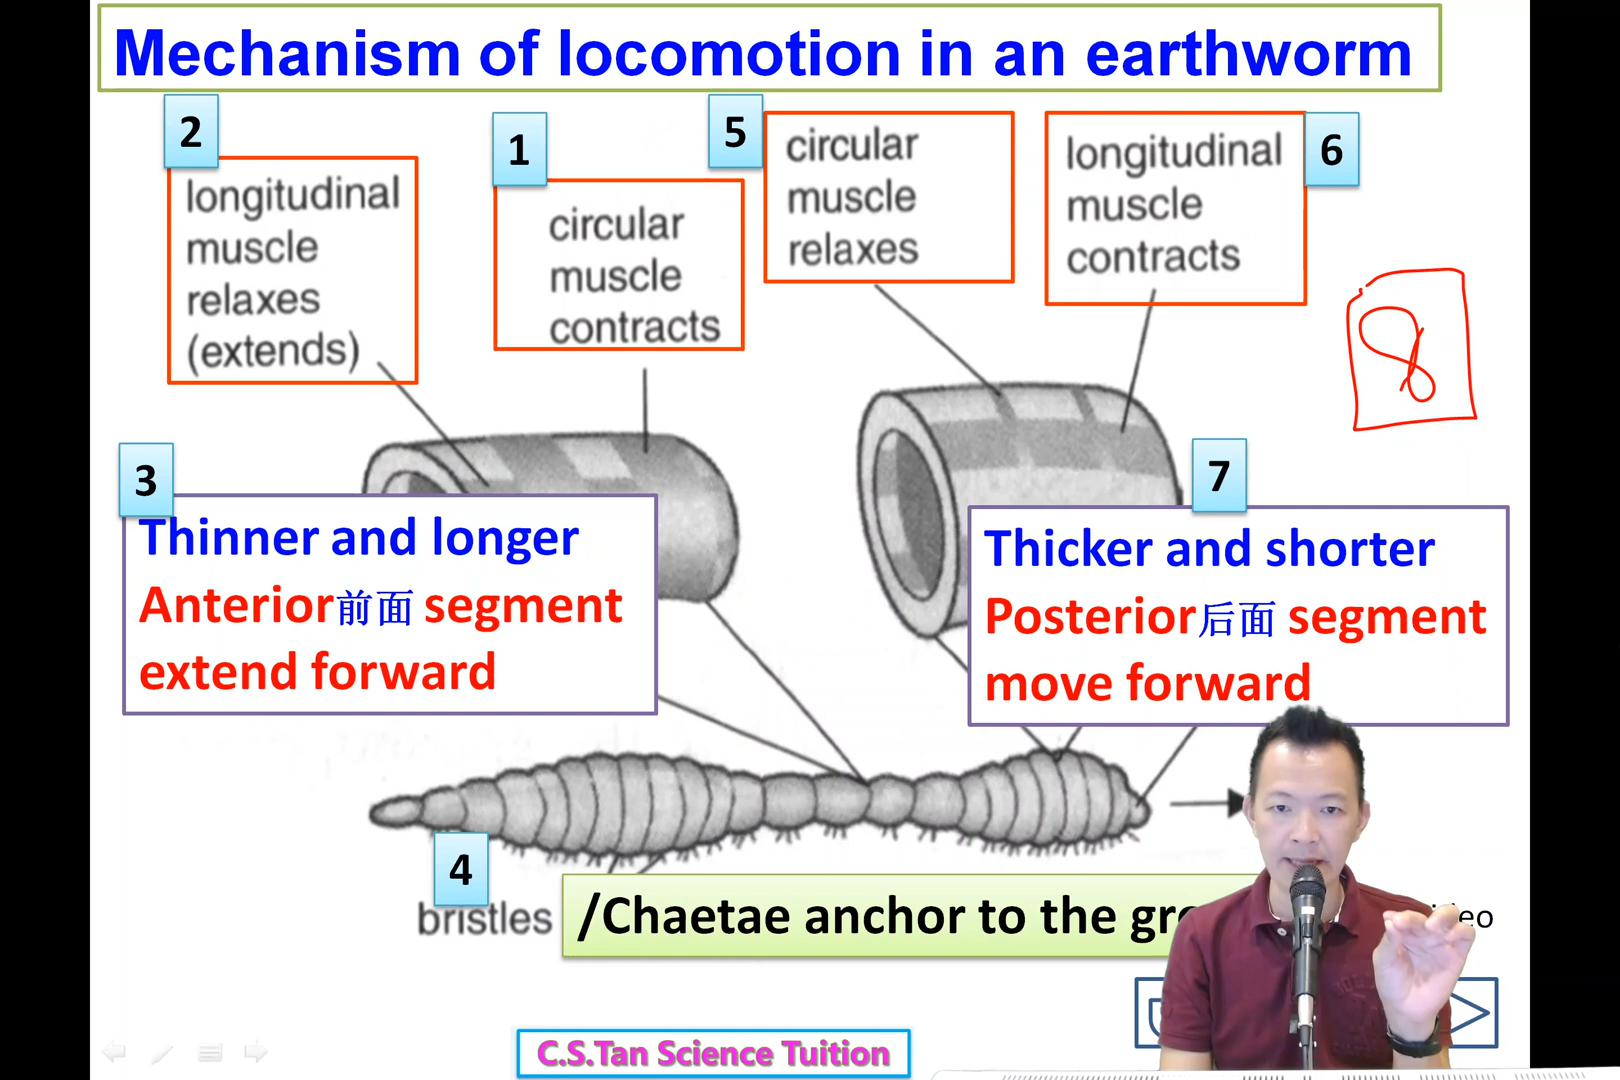 Mechanism of locomotion in an earthworm
2
longitudinal
muscle
relaxes
(extends)
1
circular
muscle
contracts
5
circular
muscle
relaxes
6
longitudinal
muscle
contracts
8
3
Thinner and longer
Anterior前面 segment
extend forward
7
Thicker and shorter
Posterior后面 segment
move forward
4
bristles
/Chaetae anchor to the gr
eo
C.S.Tan Science Tuition